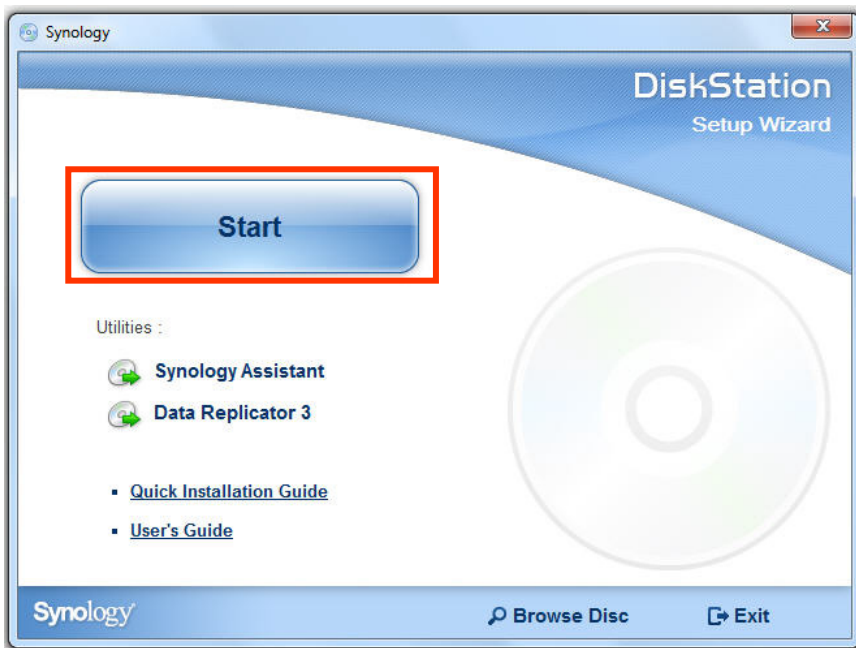 Synology
DiskStation
Setup Wizard
Start
Utilities :
Synology Assistant
Data Replicator 3
Quick Installation Guide
User's Guide
Synology
Browse Disc
Exit